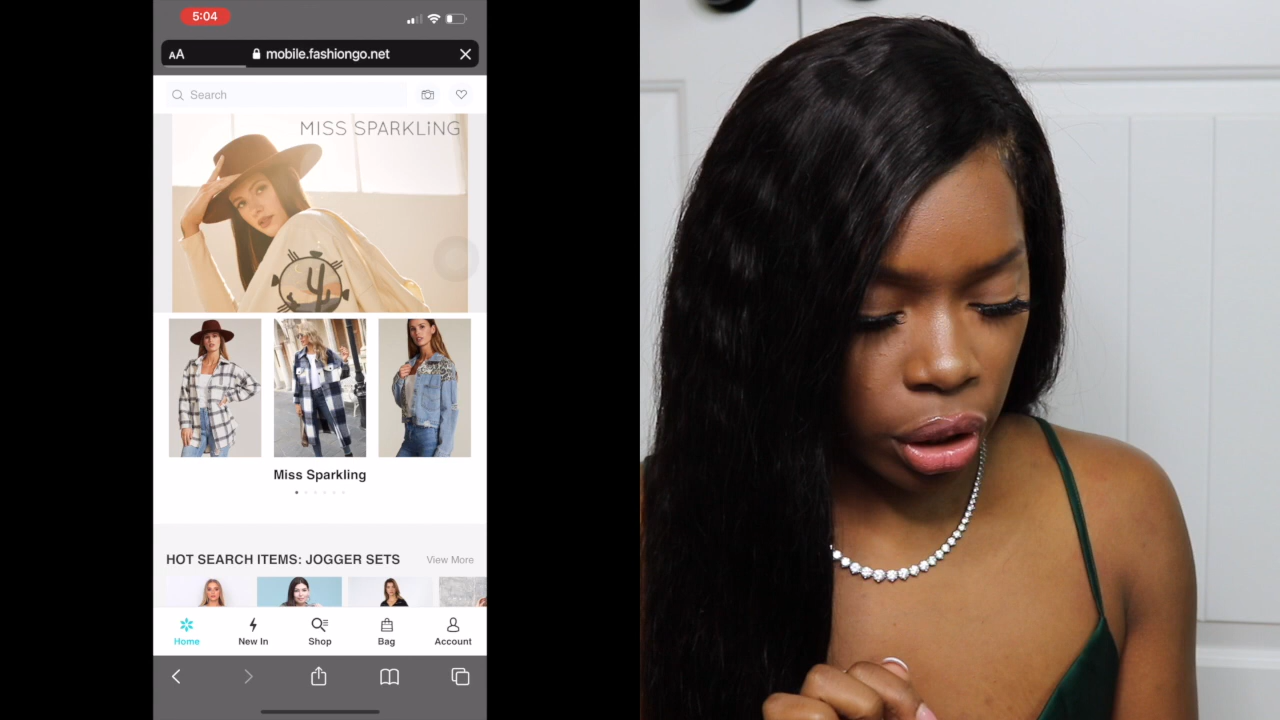 5:04
AA mobile.fashiongo.net
Search
MISS SPARKLiNG
Miss Sparkling
HOT SEARCH ITEMS: JOGGER SETS View More
Home New In Shop Bag Account